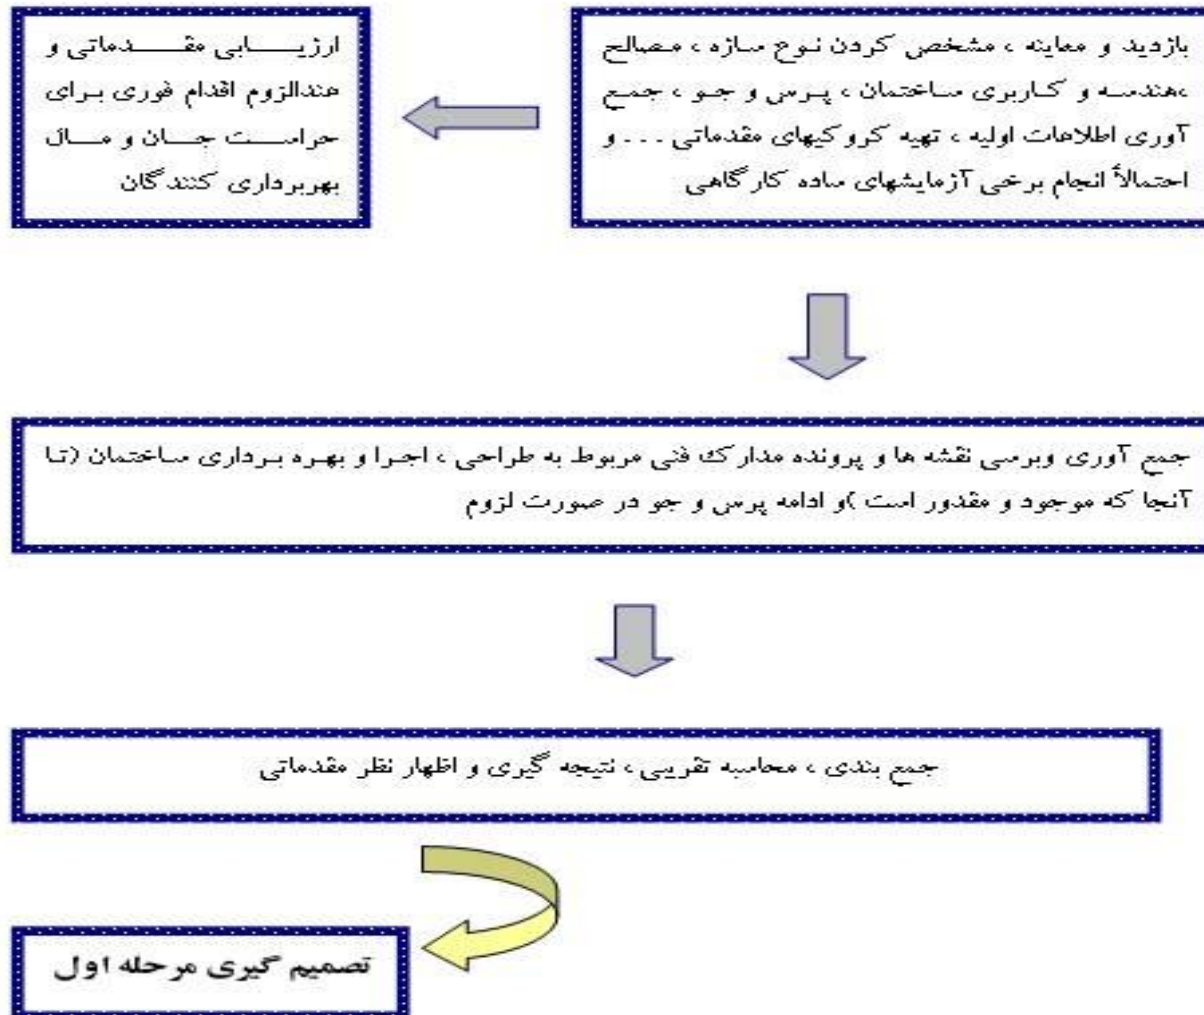 بازدید و معاینه ، مشخص کردن نوع سازه ، مصالح
،هندسه و کاربری ساختمان ، پرس و جو ، جمع
آوری اطلاعات اولیه ، تهیه کروکیهای مقدماتی . . . و
احتمالاً انجام برخی آزمایشهای ساده کارگاهی
ارزیابی مقدماتی و
عندالزوم اقدام فوری برای
حراست جان و مال
بهربرداری کنندگان
جمع آوری وبرسی نقشه ها و پرونده مدارک فنی مربوط به طراحی ، اجرا و بهره برداری ساختمان (تا
آنجا که موجود و مقدور است )و ادامه پرس و جو در صورت لزوم
جمع بندی ، محاسبه تقریبی ، نتیجه گیری و اظهار نظر مقدماتی
تصمیم گیری مرحله اول